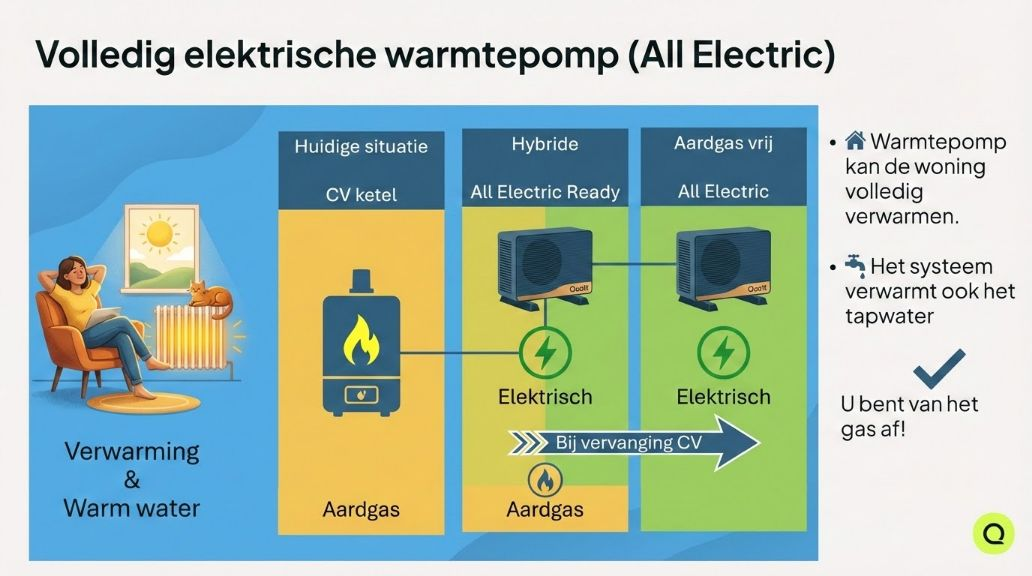 Volledig elektrische warmtepomp (All Electric)
Huidige situatie
CV ketel
Hybride
All Electric Ready
Aardgas vrij
All Electric
Elektrisch
Elektrisch
Bij vervanging CV
Verwarming
&
Warm water
Aardgas
Aardgas
• Warmtepomp
kan de woning
volledig
verwarmen.
• Het systeem
verwarmt ook het
tapwater
U bent van het
gas af!
Q